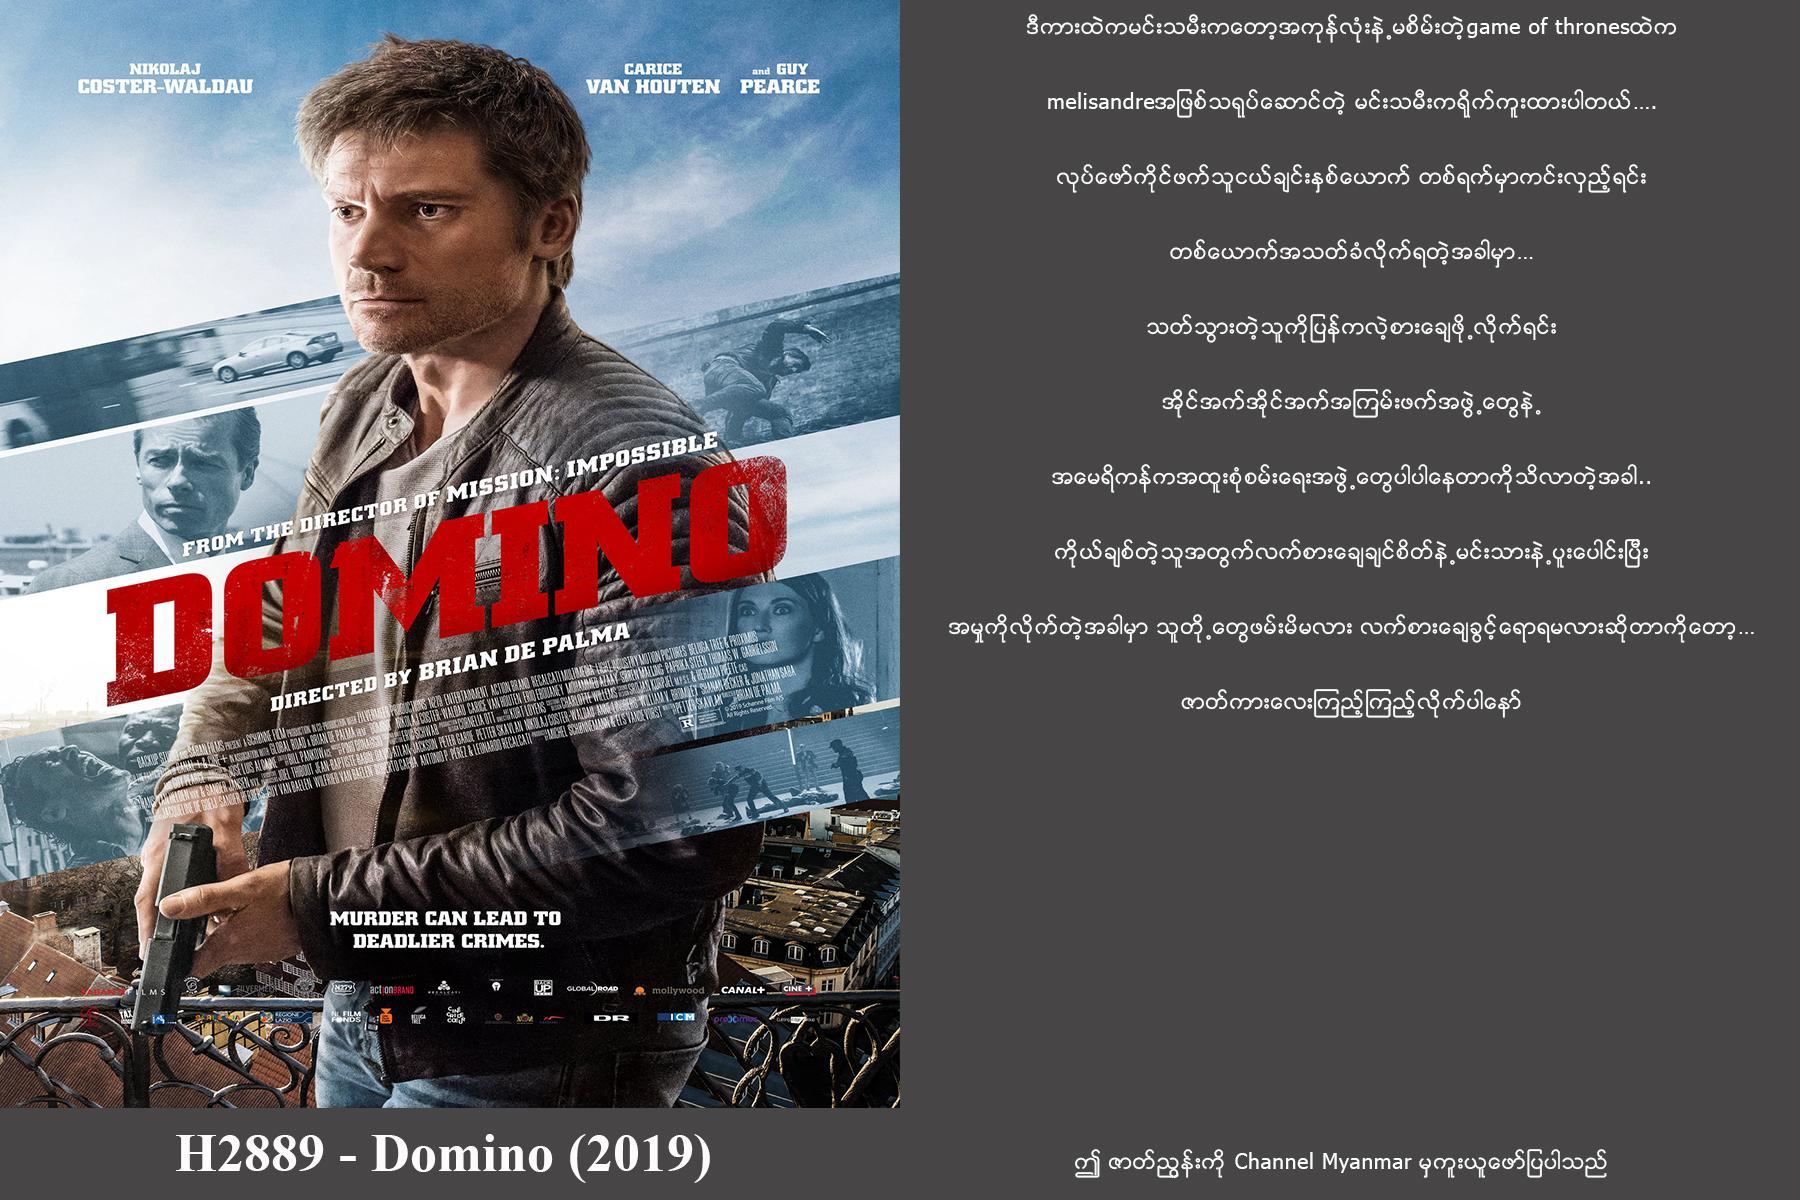 NIKOLAJ
COSTER-WALDAU
CARICE
VAN HOUTEN
and GUY
PEARCE
FROM THE DIRECTOR OF MISSION: IMPOSSIBLE
DOMINO
DIRECTED BY BRIAN DE PALMA
MURDER CAN LEAD TO
DEADLIER CRIMES.
GLOBAL ROAD mollywood CANAL+ CINE+
DR ICM proximus
H2889 - Domino (2019)
ဒီကားထဲကမင်းသမီးကတော့အကုန်လုံးနဲ့မစိမ်းတဲ့game of thronesထဲက
melisandreအဖြစ်သရုပ်ဆောင်တဲ့ မင်းသမီးကရိုက်ကူးထားပါတယ်....
လုပ်ဖော်ကိုင်ဖက်သူငယ်ချင်းနှစ်ယောက် တစ်ရက်မှာကင်းလှည့်ရင်း
တစ်ယောက်အသတ်ခံလိုက်ရတဲ့အခါမှာ...
သတ်သွားတဲ့သူကိုပြန်ကလဲ့စားချေဖို့လိုက်ရင်း
အိုင်အက်အိုင်အက်အကြမ်းဖက်အဖွဲ့တွေနဲ့
အမေရိကန်ကအထူးစုံစမ်းရေးအဖွဲ့တွေပါပါနေတာကိုသိလာတဲ့အခါ..
ကိုယ်ချစ်တဲ့သူအတွက်လက်စားချေချင်စိတ်နဲ့မင်းသားနဲ့ပူးပေါင်းပြီး
အမှုကိုလိုက်တဲ့အခါမှာ သူတို့တွေဖမ်းမိမလား လက်စားချေခွင့်ရောရမလားဆိုတာကိုတော့...
ဇာတ်ကားလေးကြည့်ကြည့်လိုက်ပါနော်
ဤ ဇာတ်ညွှန်းကို Channel Myanmar မှကူးယူဖော်ပြပါသည်